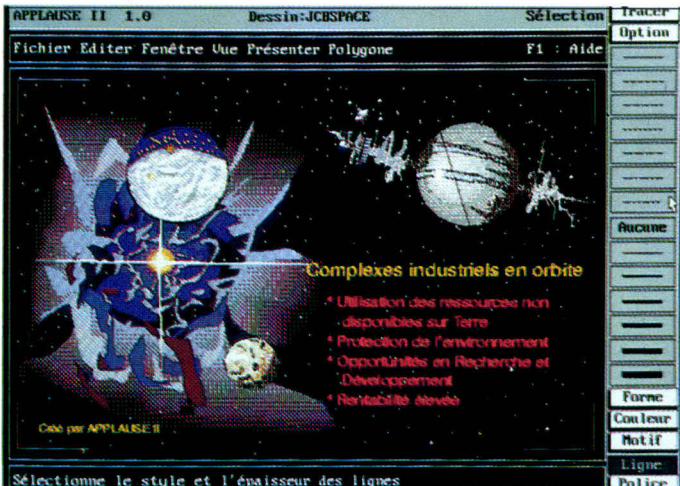 APPLAUSE II 1.0 Dessin:JCBSPACE Sélection
Fichier Editer Fenêtre Vue Présenter Polygone F1 : Aide
Complexes industriels en orbite
* Utilisation des ressources non
disponibles sur Terre
* Protection de l'environnement
* Opportunités en Recherche et
Développement
* Rentabilité élevée
Créé par APPLAUSE II
Sélectionne le style et l'épaisseur des lignes
Tracer
Option
Aucune
Forme
Couleur
Motif
Ligne
Police